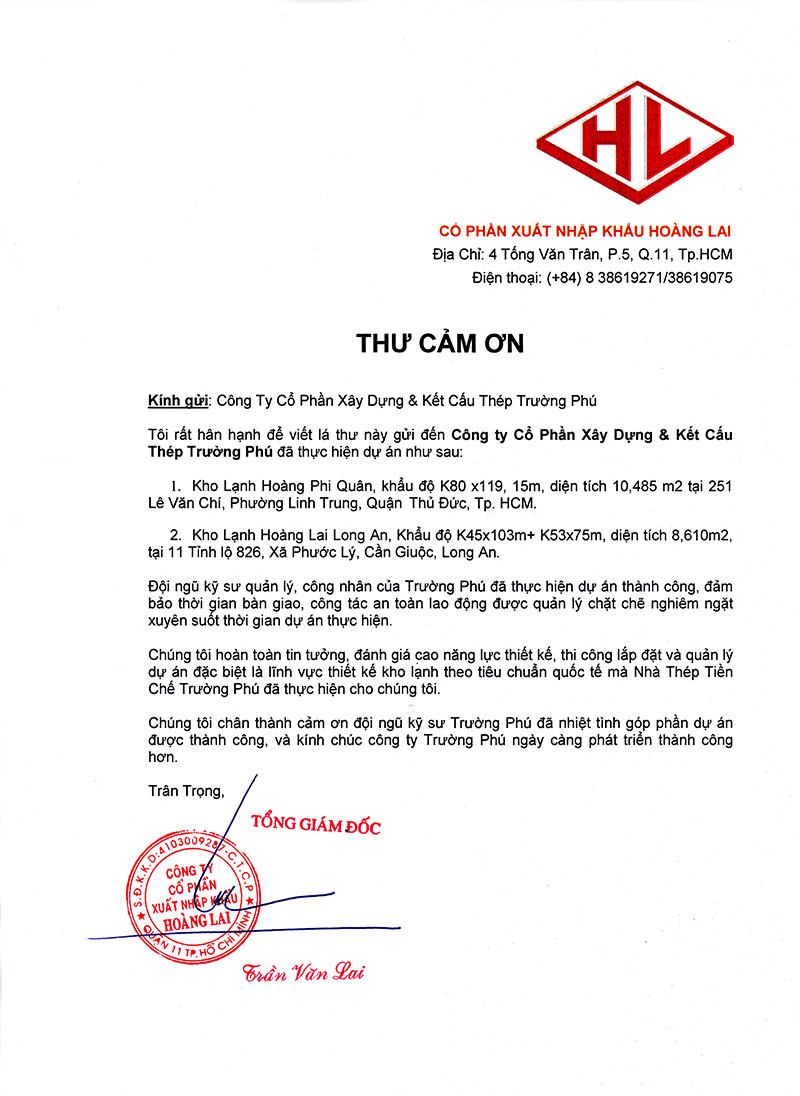 HL
CỔ PHẦN XUẤT NHẬP KHẨU HOÀNG LAI
Địa Chỉ: 4 Tống Văn Trân, P.5, Q.11, Tp.HCM
Điện thoại: (+84) 8 38619271/38619075
THƯ CẢM ƠN
Kính gửi: Công Ty Cổ Phần Xây Dựng & Kết Cấu Thép Trường Phú
Tôi rất hân hạnh để viết lá thư này gửi đến Công ty Cổ Phần Xây Dựng & Kết Cấu
Thép Trường Phú đã thực hiện dự án như sau:
1. Kho Lạnh Hoàng Phi Quân, khẩu độ K80 x119, 15m, diện tích 10,485 m2 tại 251
Lê Văn Chí, Phường Linh Trung, Quận Thủ Đức, Tp. HCM.
2. Kho Lạnh Hoàng Lai Long An, Khẩu độ K45x103m+ K53x75m, diện tích 8,610m2,
tại 11 Tỉnh lộ 826, Xã Phước Lý, Cần Giuộc, Long An.
Đội ngũ kỹ sư quản lý, công nhân của Trường Phú đã thực hiện dự án thành công, đảm
bảo thời gian bàn giao, công tác an toàn lao động được quản lý chặt chẽ nghiêm ngặt
xuyên suốt thời gian dự án thực hiện.
Chúng tôi hoàn toàn tin tưởng, đánh giá cao năng lực thiết kế, thi công lắp đặt và quản lý
dự án đặc biệt là lĩnh vực thiết kế kho lạnh theo tiêu chuẩn quốc tế mà Nhà Thép Tiền
Chế Trường Phú đã thực hiện cho chúng tôi.
Chúng tôi chân thành cảm ơn đội ngũ kỹ sư Trường Phú đã nhiệt tình góp phần dự án
được thành công, và kính chúc công ty Trường Phú ngày càng phát triển thành công
hơn.
Trân Trọng,
TỔNG GIÁM ĐỐC
S.Đ.K.K.D:4103009287-C.T.C.P
CÔNG TY
CỔ PHẦN
XUẤT NHẬP KHẨU
HOÀNG LAI
QUẬN 11 TP. HỒ CHÍ MINH
Trần Văn Lai